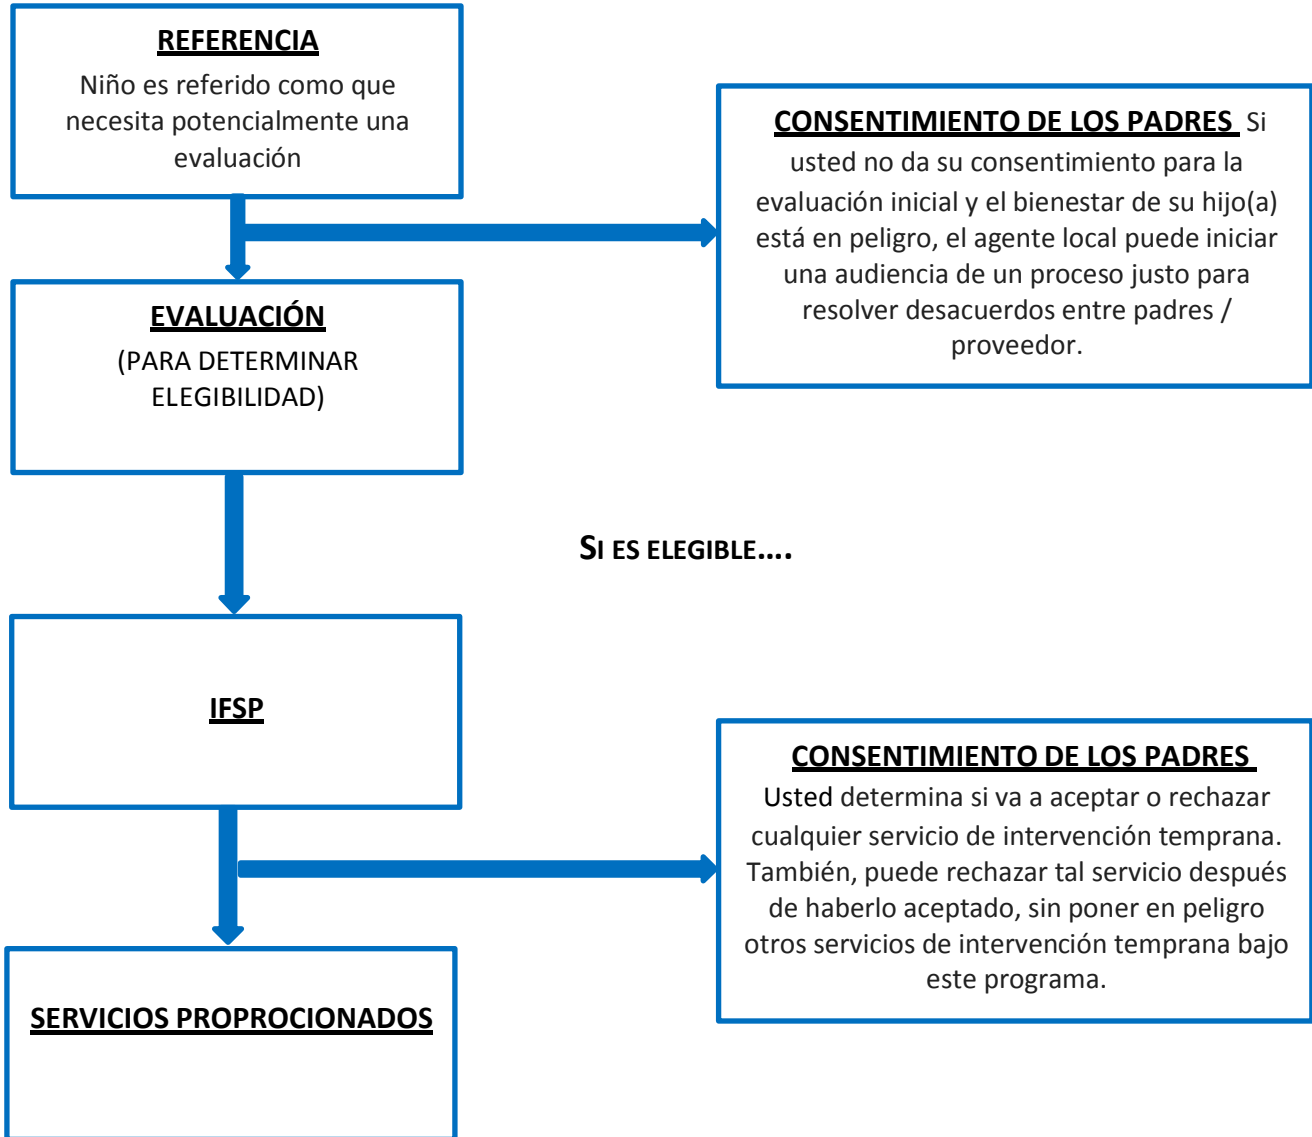 REFERENCIA
Niño es referido como que
necesita potencialmente una
evaluación
CONSENTIMIENTO DE LOS PADRES Si
usted no da su consentimiento para la
evaluación inicial y el bienestar de su hijo(a)
está en peligro, el agente local puede iniciar
una audiencia de un proceso justo para
resolver desacuerdos entre padres /
proveedor.
EVALUACIÓN
(PARA DETERMINAR
ELEGIBILIDAD)
SI ES ELEGIBLE....
IFSP
CONSENTIMIENTO DE LOS PADRES
Usted determina si va a aceptar o rechazar
cualquier servicio de intervención temprana.
También, puede rechazar tal servicio después
de haberlo aceptado, sin poner en peligro
otros servicios de intervención temprana bajo
este programa.
SERVICIOS PROPROCIONADOS